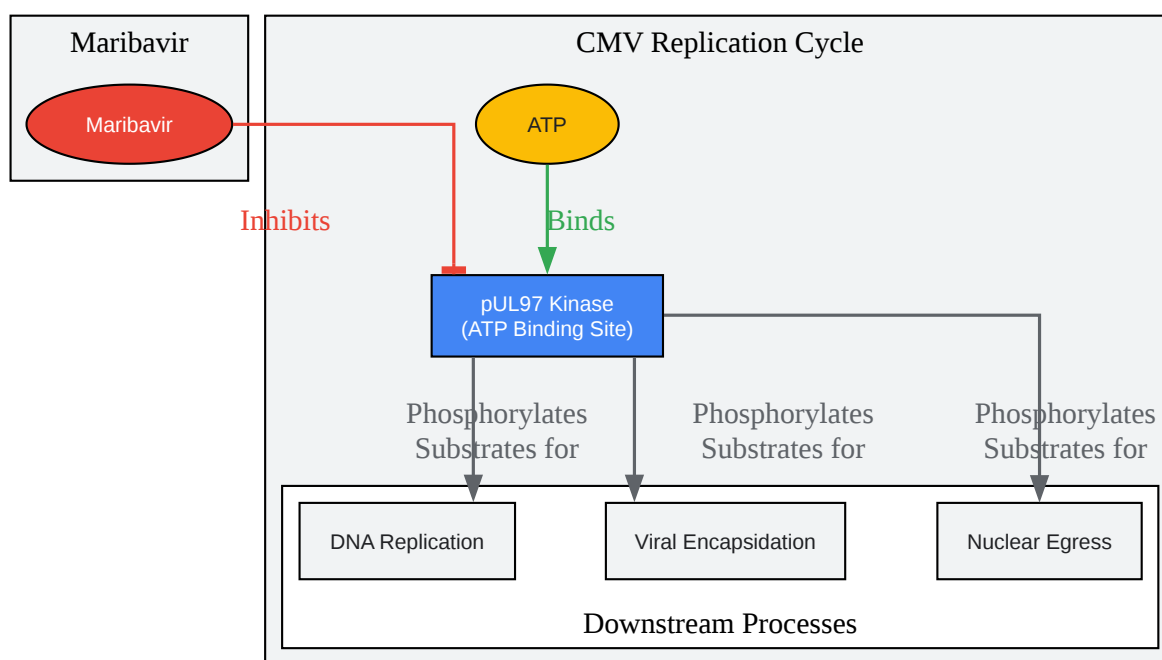 Maribavir
CMV Replication Cycle
Maribavir
ATP
Inhibits
Binds
pUL97 Kinase
(ATP Binding Site)
Phosphorylates
Substrates for
Phosphorylates
Substrates for
Phosphorylates
Substrates for
DNA Replication
Viral Encapsidation
Nuclear Egress
Downstream Processes